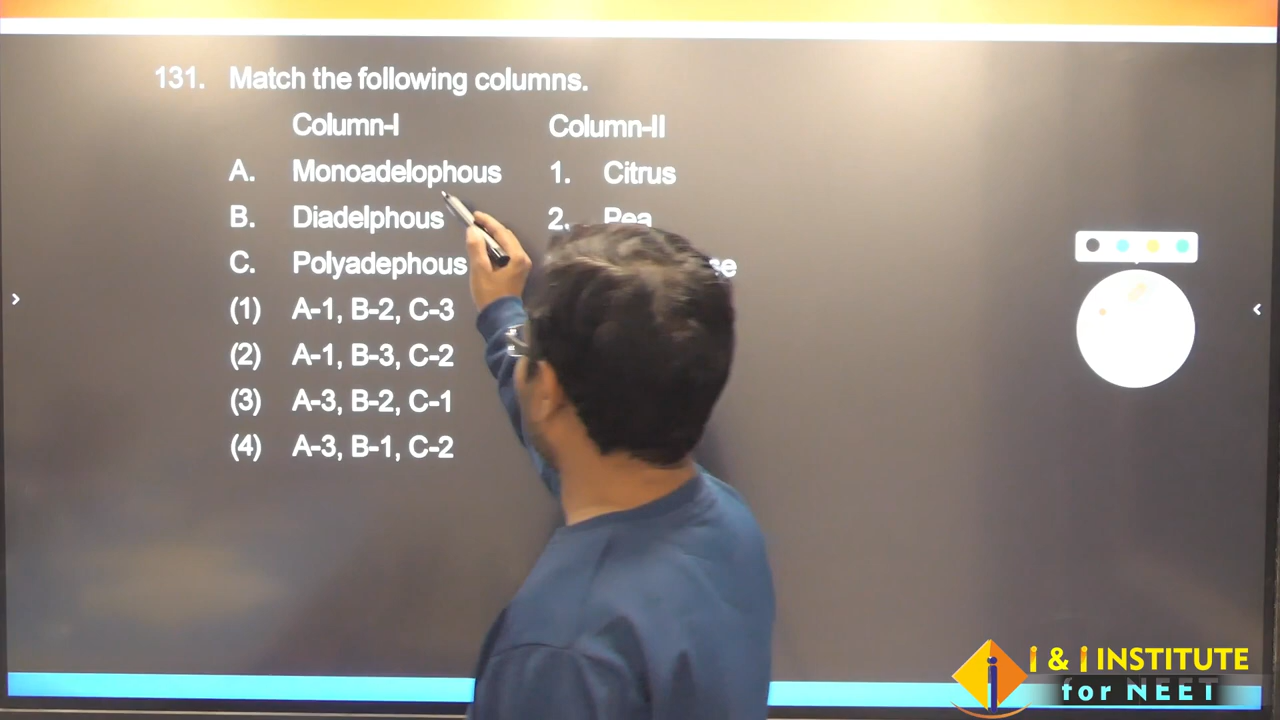 131. Match the following columns.
Column-I Column-II
A. Monoadelophous 1. Citrus
B. Diadelphous 2. Pea
C. Polyadephous
(1) A-1, B-2, C-3
(2) A-1, B-3, C-2
(3) A-3, B-2, C-1
(4) A-3, B-1, C-2
i & i INSTITUTE
for NEET